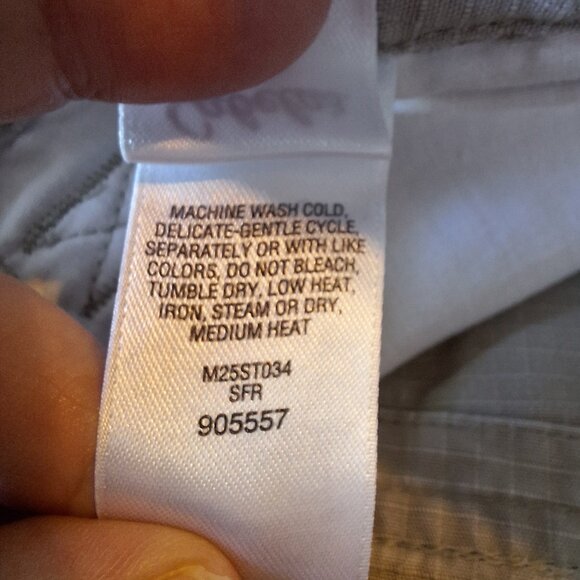 Cabela's
MACHINE WASH COLD,
DELICATE-GENTLE CYCLE,
SEPARATELY OR WITH LIKE
COLORS. DO NOT BLEACH,
TUMBLE DRY, LOW HEAT,
IRON, STEAM OR DRY,
MEDIUM HEAT
M25ST034
SFR
905557